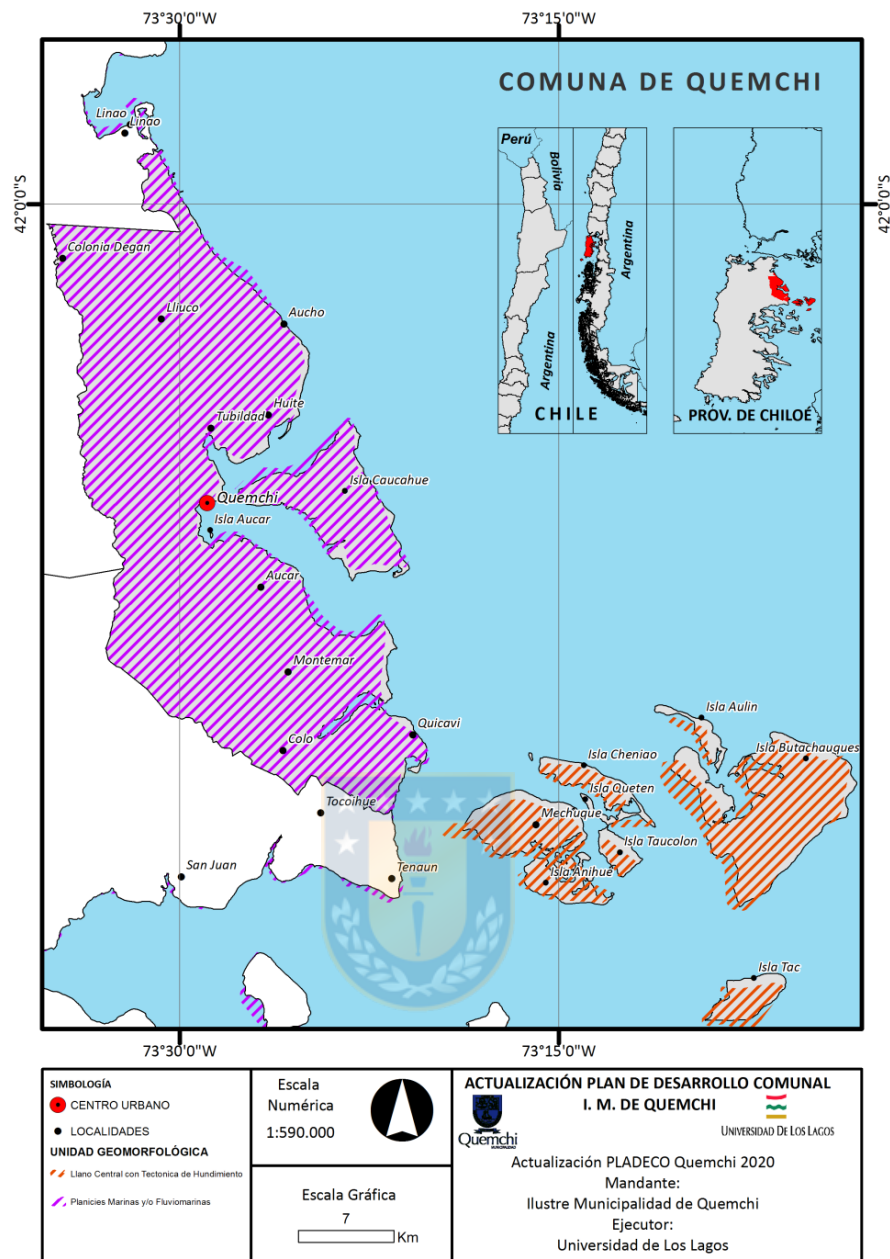 73°30'0"W
73°15'0"W
COMUNA DE QUEMCHI
Linao
Linao
Perú
Bolivia
42°0'0"S
42°0'0"S
Argentina
Colonia Degan
Lliuco
Aucho
Argentina
Huite
Tubildad
CHILE
PROV. DE CHILOÉ
Isla Caucahue
Quemchi
Isla Aucar
Aucar
Montemar
Quicavi
Isla Aulin
Colo
Isla Cheniao
Isla Butachauques
Isla Queten
Tocoihue
Mechuque
Isla Taucolon
San Juan
Tenaun
Isla Anihue
Isla Tac
73°30'0"W
73°15'0"W
SIMBOLOGÍA
CENTRO URBANO
LOCALIDADES
UNIDAD GEOMORFOLÓGICA
Llano Central con Tectonica de Hundimiento
Planicies Marinas y/o Fluviomarinas
Escala
Numérica
1:590.000
Escala Gráfica
7
Km
ACTUALIZACIÓN PLAN DE DESARROLLO COMUNAL
I. M. DE QUEMCHI
Quemchi
MUNICIPALIDAD
UNIVERSIDAD DE LOS LAGOS
Actualización PLADECO Quemchi 2020
Mandante:
Ilustre Municipalidad de Quemchi
Ejecutor:
Universidad de Los Lagos